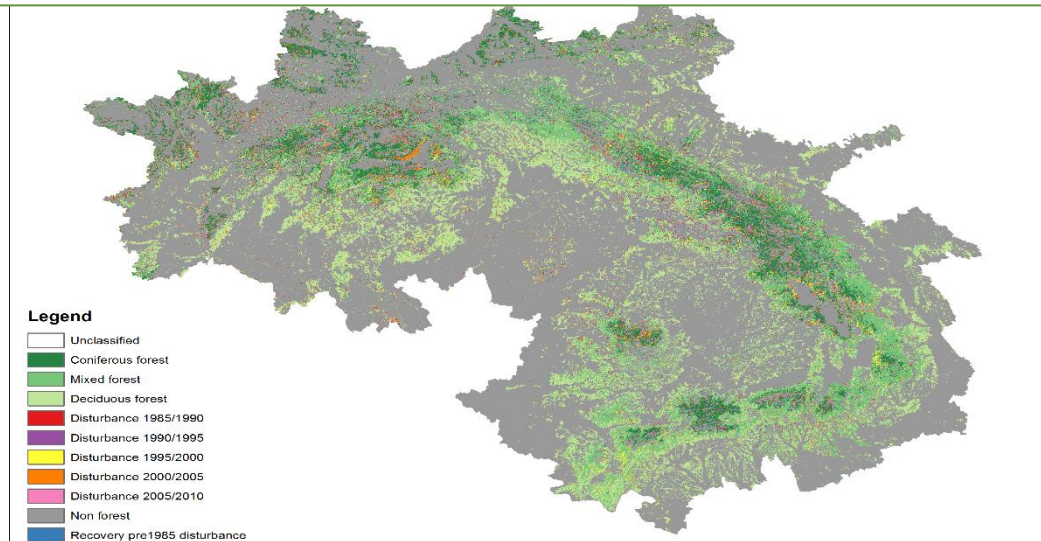 Legend
Unclassified
Coniferous forest
Mixed forest
Deciduous forest
Disturbance 1985/1990
Disturbance 1990/1995
Disturbance 1995/2000
Disturbance 2000/2005
Disturbance 2005/2010
Non forest
Recovery pre1985 disturbance